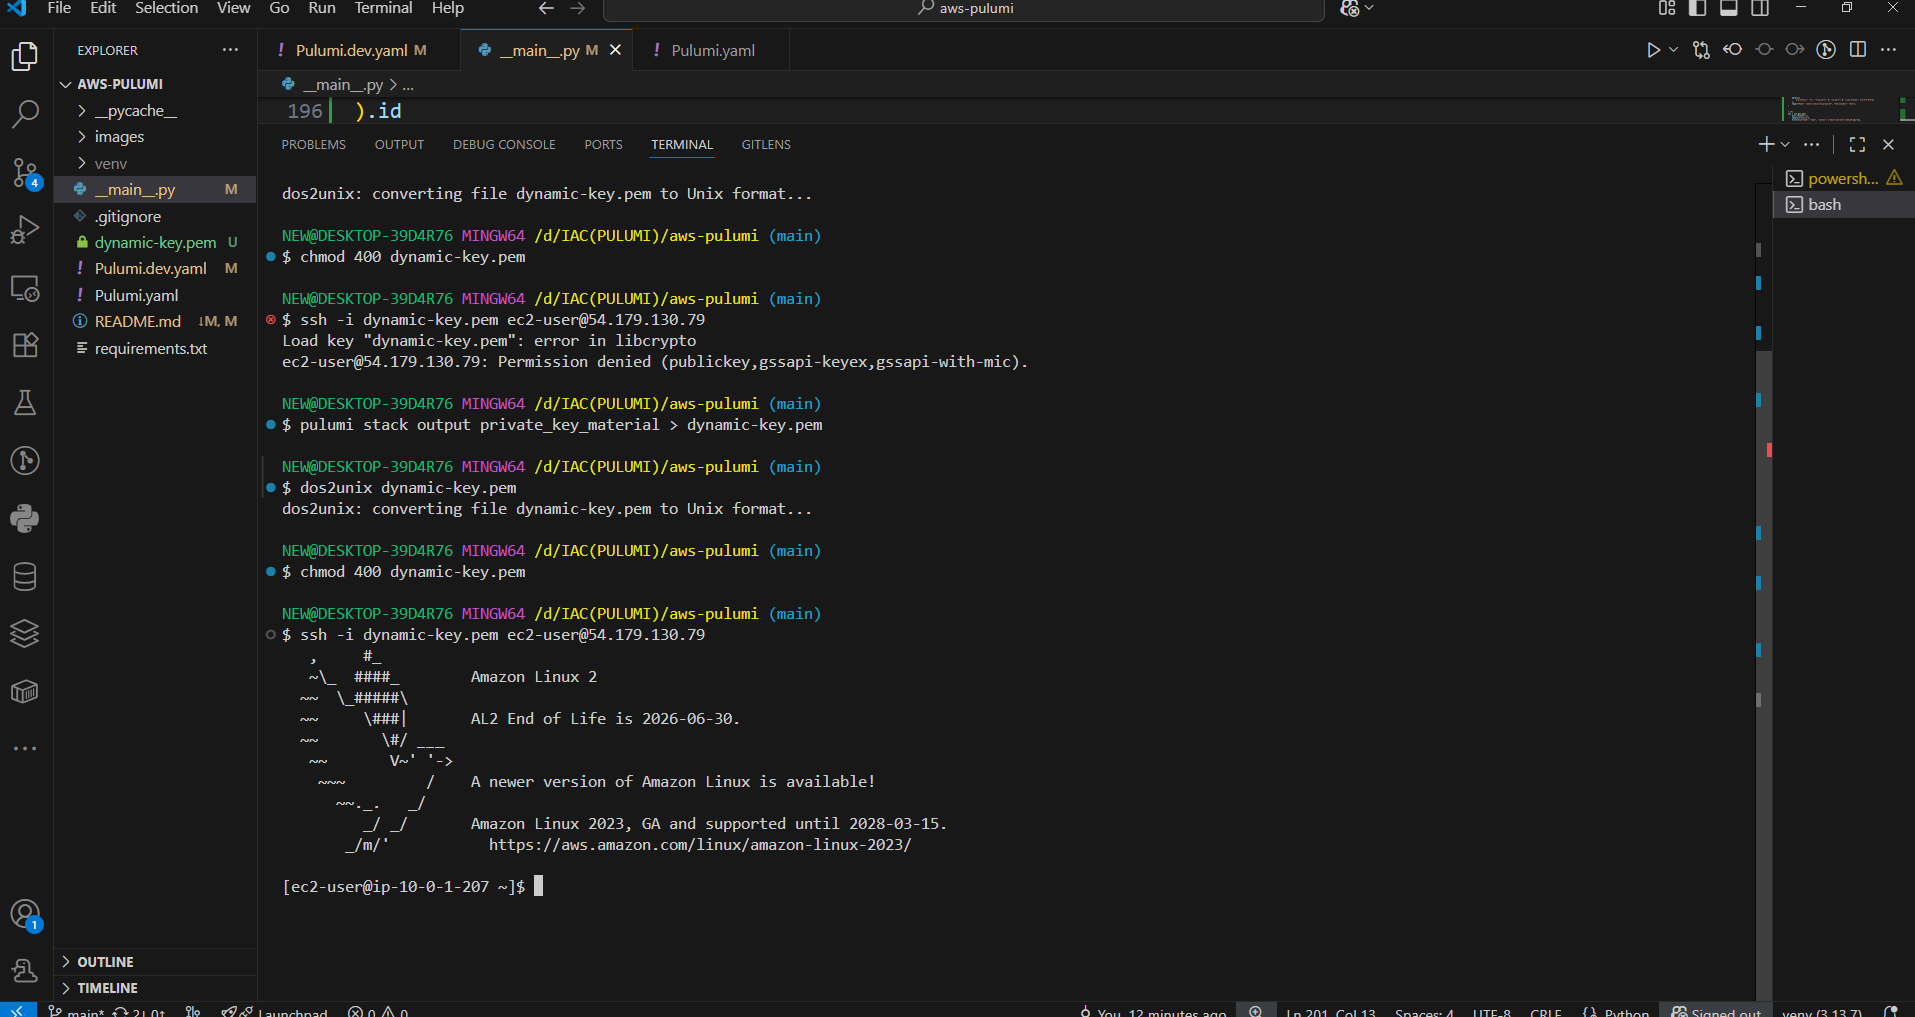 File Edit Selection View Go Run Terminal Help
aws-pulumi
EXPLORER
AWS-PULUMI
__pycache__
images
venv
__main__.py M
.gitignore
dynamic-key.pem U
Pulumi.dev.yaml M
Pulumi.yaml
README.md ↓M, M
requirements.txt
OUTLINE
TIMELINE
4
1
Pulumi.dev.yaml M
__main__.py M
Pulumi.yaml
__main__.py > ...
196 ).id
PROBLEMS OUTPUT DEBUG CONSOLE PORTS TERMINAL GITLENS
powersh...
bash
dos2unix: converting file dynamic-key.pem to Unix format...
NEW@DESKTOP-39D4R76 MINGW64 /d/IAC(PULUMI)/aws-pulumi (main)
$ chmod 400 dynamic-key.pem
NEW@DESKTOP-39D4R76 MINGW64 /d/IAC(PULUMI)/aws-pulumi (main)
$ ssh -i dynamic-key.pem ec2-user@54.179.130.79
Load key "dynamic-key.pem": error in libcrypto
ec2-user@54.179.130.79: Permission denied (publickey,gssapi-keyex,gssapi-with-mic).
NEW@DESKTOP-39D4R76 MINGW64 /d/IAC(PULUMI)/aws-pulumi (main)
$ pulumi stack output private_key_material > dynamic-key.pem
NEW@DESKTOP-39D4R76 MINGW64 /d/IAC(PULUMI)/aws-pulumi (main)
$ dos2unix dynamic-key.pem
dos2unix: converting file dynamic-key.pem to Unix format...
NEW@DESKTOP-39D4R76 MINGW64 /d/IAC(PULUMI)/aws-pulumi (main)
$ chmod 400 dynamic-key.pem
NEW@DESKTOP-39D4R76 MINGW64 /d/IAC(PULUMI)/aws-pulumi (main)
$ ssh -i dynamic-key.pem ec2-user@54.179.130.79
   ,     #_
   ~\_  ####_        Amazon Linux 2
  ~~  \_#####\
  ~~     \###|       AL2 End of Life is 2026-06-30.
  ~~       \#/ ___
   ~~       V~' '->
    ~~~         /    A newer version of Amazon Linux is available!
      ~~._.   _/
         _/ _/       Amazon Linux 2023, GA and supported until 2028-03-15.
       _/m/'           https://aws.amazon.com/linux/amazon-linux-2023/
[ec2-user@ip-10-0-1-207 ~]$
main* 2↓ 0↑ Launchpad 0 0 You, 12 minutes ago Ln 201, Col 13 Spaces: 4 UTF-8 CRLF {} Python Signed out venv (3.13.7)